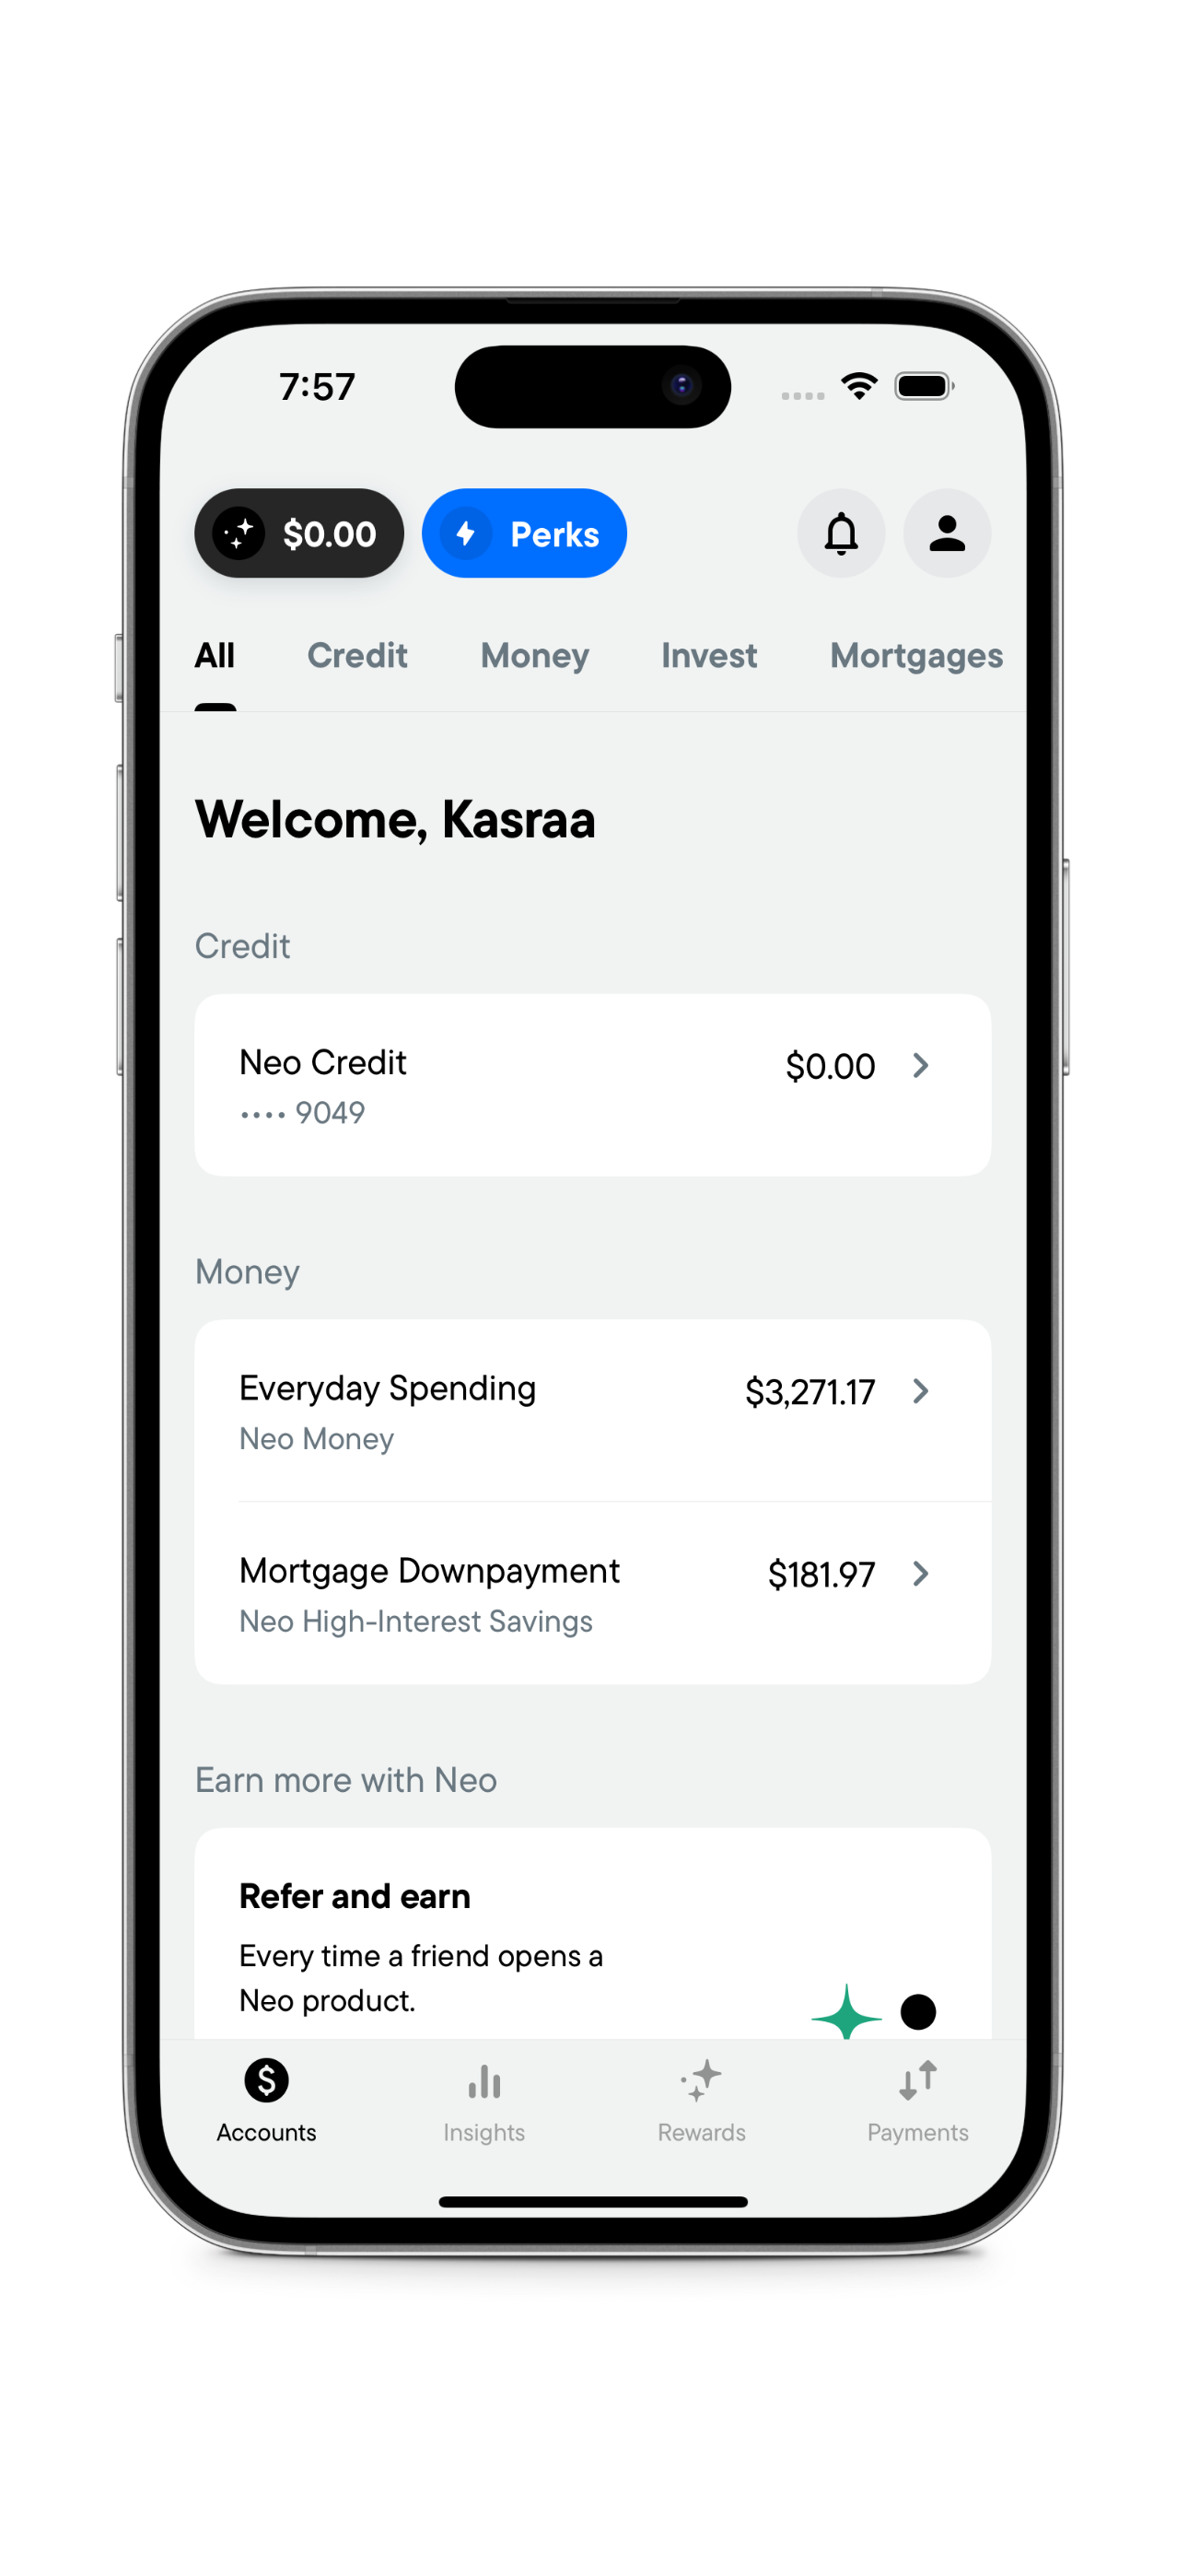 7:57
$0.00 Perks
All Credit Money Invest Mortgages
Welcome, Kasraa
Credit
Neo Credit $0.00
•••• 9049
Money
Everyday Spending $3,271.17
Neo Money
Mortgage Downpayment $181.97
Neo High-Interest Savings
Earn more with Neo
Refer and earn
Every time a friend opens a
Neo product.
Accounts Insights Rewards Payments